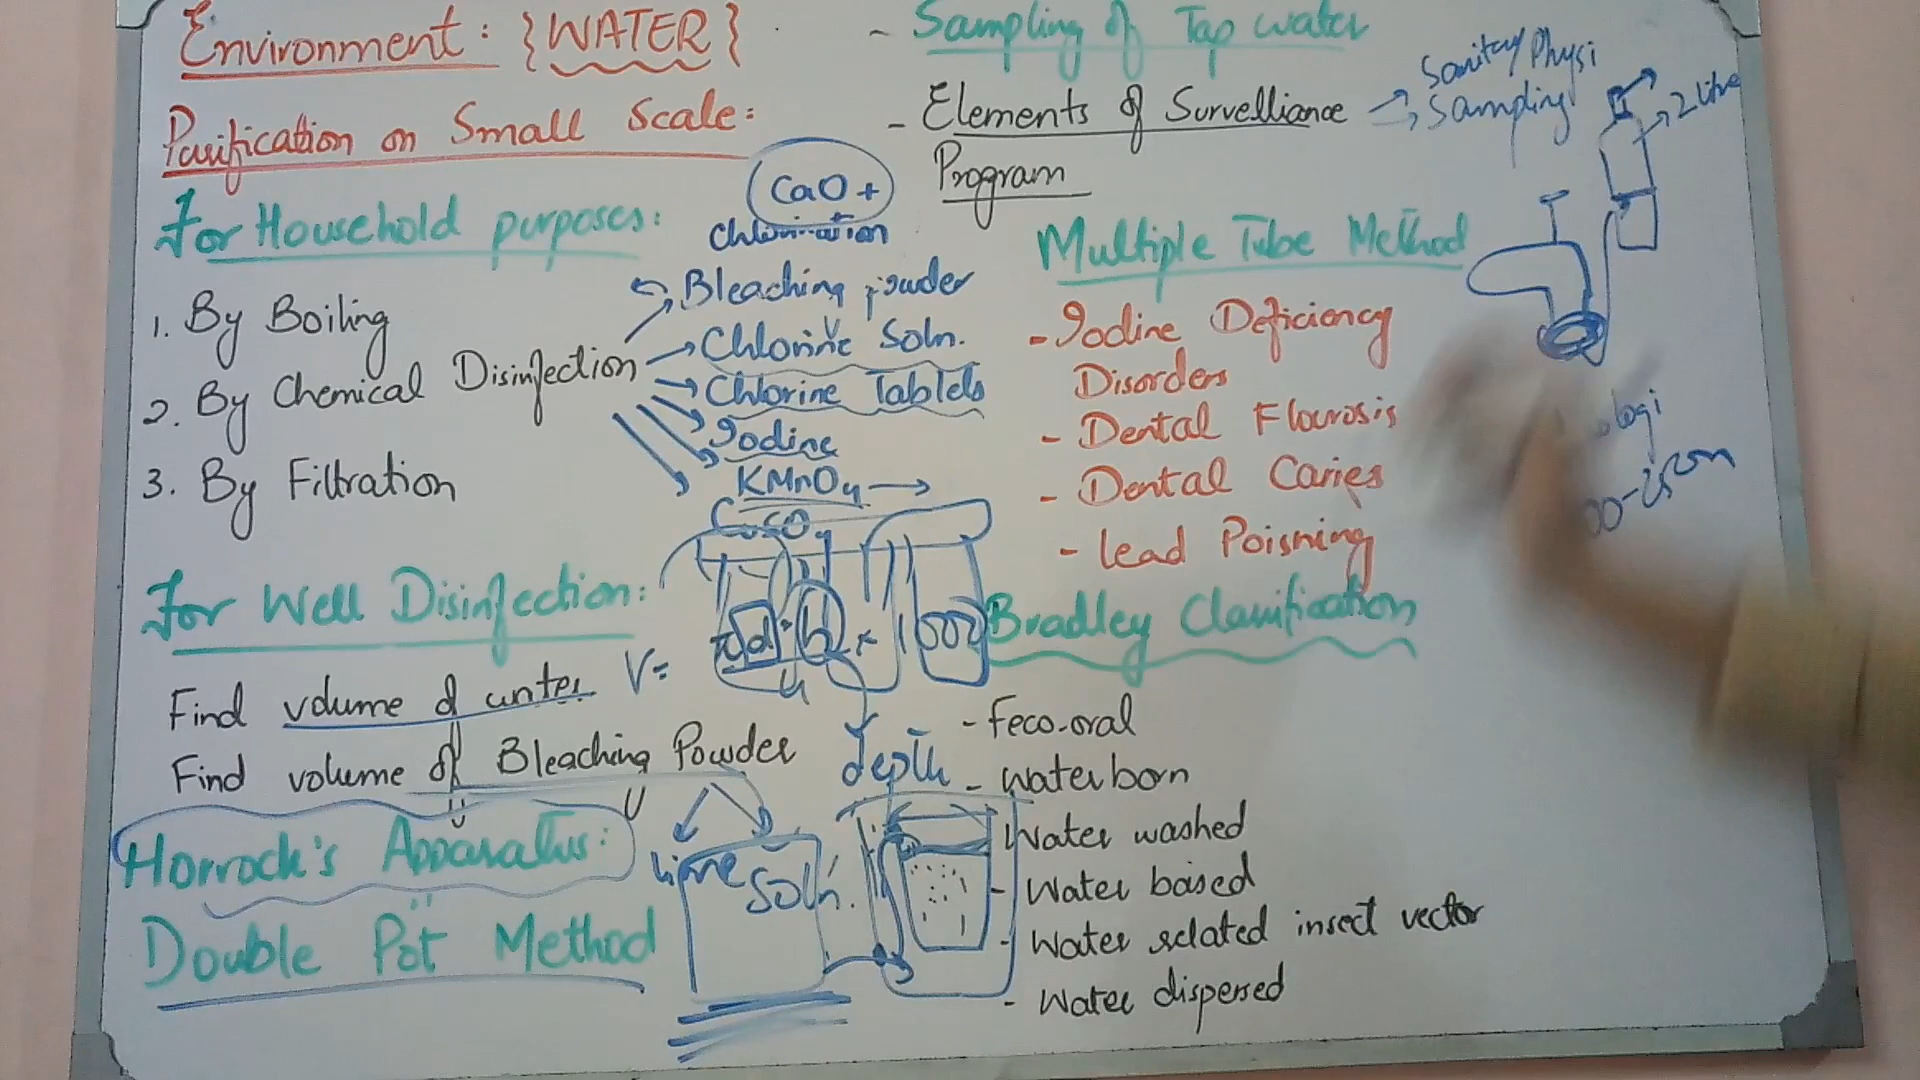 Environment: {WATER}
Purification on Small Scale:
For Household purposes:
1. By Boiling
2. By Chemical Disinfection
3. By Filtration
CaO +
Chlorination
Bleaching powder
Chlorine Soln.
Chlorine Tablets
Iodine
KMnO4
For Well Disinfection:
Find volume of water V=
1000
Find volume of Bleaching Powder
depth
Horrock's Apparatus:
lime Soln.
Double Pot Method
- Sampling of Tap water
- Elements of Survelliance
Program
Sanitary/Physi
Sampling
2 litre
Multiple Tube Method
- Iodine Deficiency
Disorders
- Dental Flourosis
- Dental Caries
- Lead Poisning
Bradley Classification
- Feco-oral
- Water born
Water washed
- Water based
- Water related insect vector
- Water dispersed